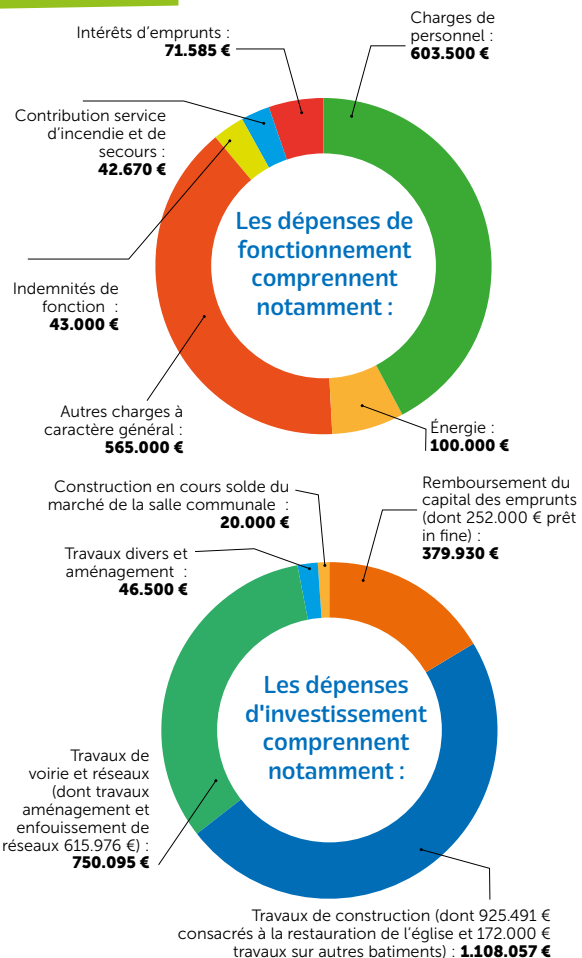 Charges de
personnel :
603.500 €
Intérêts d'emprunts :
71.585 €
Contribution service
d'incendie et de
secours :
42.670 €
Les dépenses de
fonctionnement
comprennent
notamment :
Indemnités de
fonction :
43.000 €
Autres charges à
caractère général :
565.000 €
Énergie :
100.000 €
Construction en cours solde du
marché de la salle communale :
20.000 €
Remboursement du
capital des emprunts
(dont 252.000 € prêt
in fine) :
379.930 €
Travaux divers et
aménagement :
46.500 €
Les dépenses
d'investissement
comprennent
notamment :
Travaux de
voirie et réseaux
(dont travaux
aménagement et
enfouissement de
réseaux 615.976 €) :
750.095 €
Travaux de construction (dont 925.491 €
consacrés à la restauration de l'église et 172.000 €
travaux sur autres batiments) : 1.108.057 €